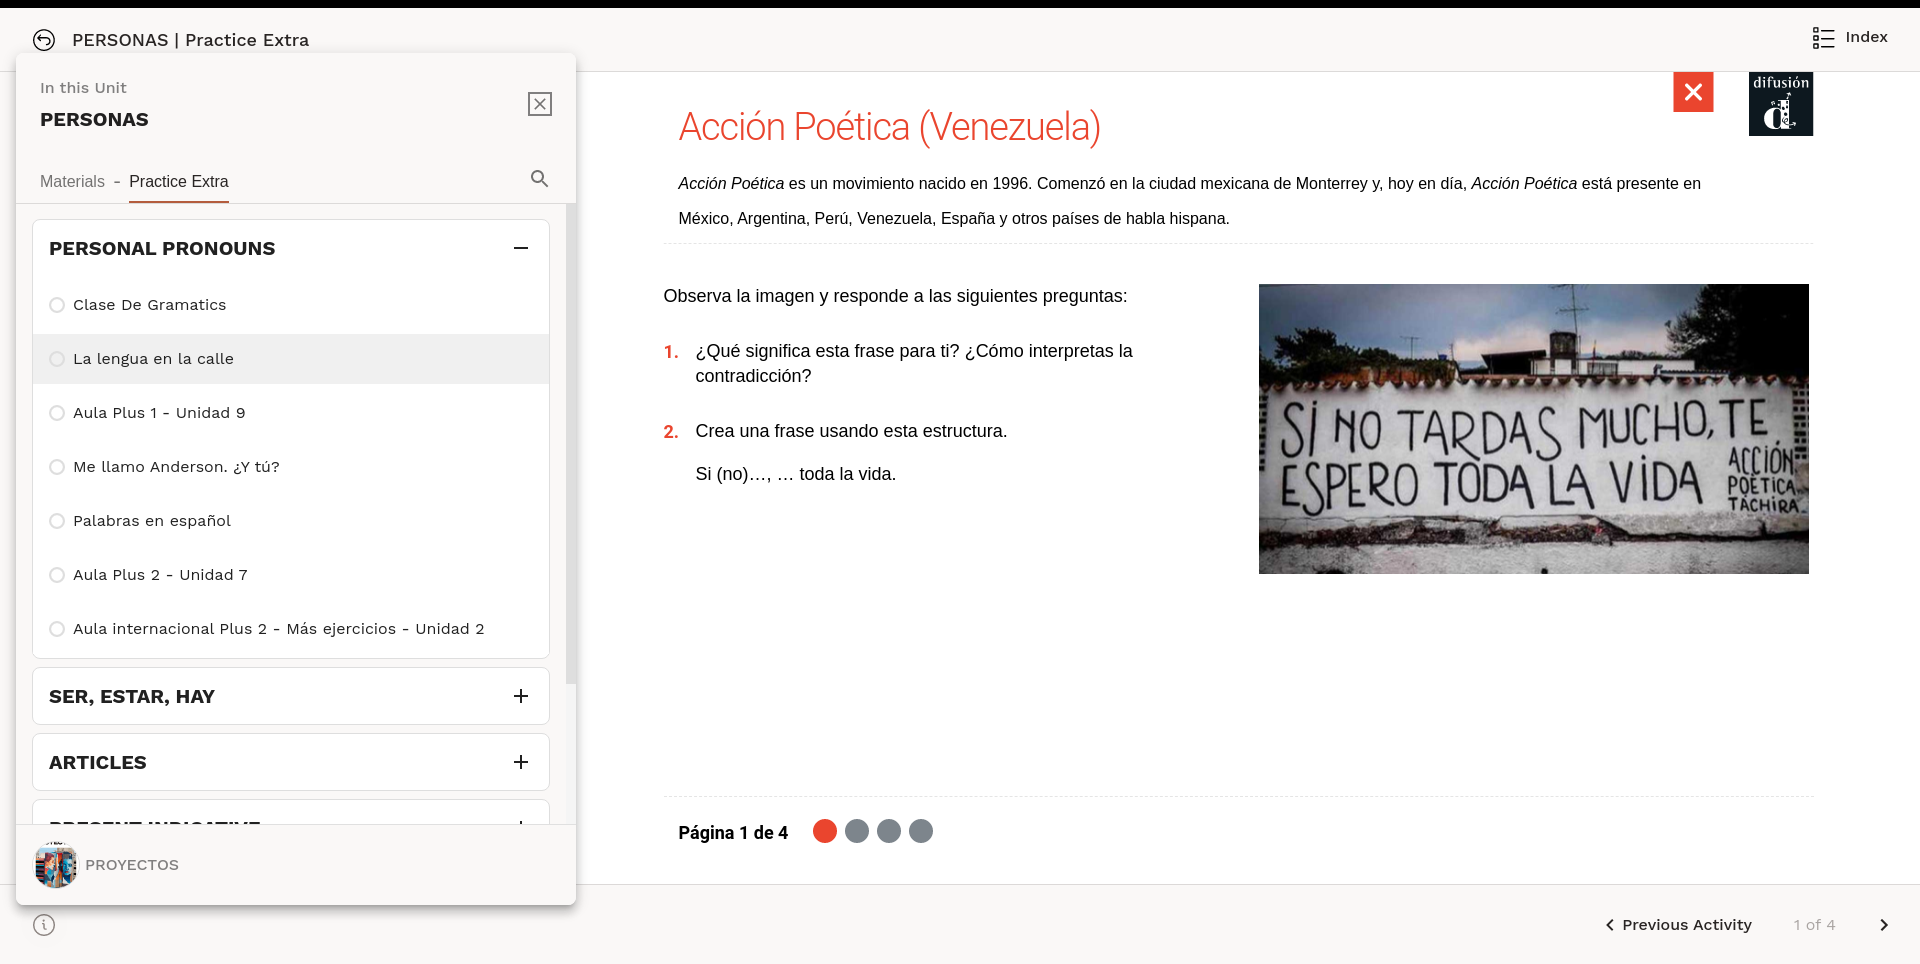 PERSONAS | Practice Extra
Index
In this Unit
PERSONAS
Materials - Practice Extra
PERSONAL PRONOUNS
Clase De Gramatics
La lengua en la calle
Aula Plus 1 - Unidad 9
Me llamo Anderson. ¿Y tú?
Palabras en español
Aula Plus 2 - Unidad 7
Aula internacional Plus 2 - Más ejercicios - Unidad 2
SER, ESTAR, HAY
ARTICLES
PRESENT INDICATIVE
PROYECTOS
difusión
Acción Poética (Venezuela)
Acción Poética es un movimiento nacido en 1996. Comenzó en la ciudad mexicana de Monterrey y, hoy en día, Acción Poética está presente en
México, Argentina, Perú, Venezuela, España y otros países de habla hispana.
Observa la imagen y responde a las siguientes preguntas:
1. ¿Qué significa esta frase para ti? ¿Cómo interpretas la
contradicción?
2. Crea una frase usando esta estructura.
Si (no)…, … toda la vida.
SI NO TARDAS MUCHO, TE
ESPERO TODA LA VIDA
ACCIÓN
POÉTICA
TÁCHIRA
Página 1 de 4
Previous Activity
1 of 4